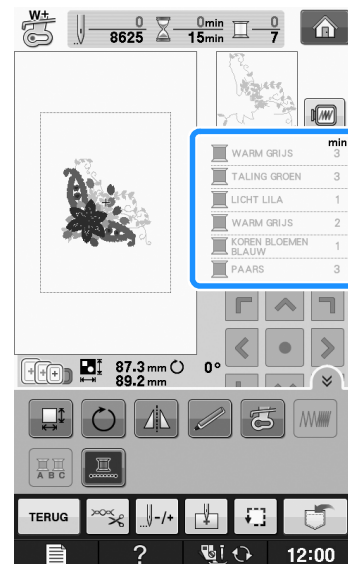 W+
0 0min 0
8625 15min 7
min
WARM GRIJS 3
TALING GROEN 3
LICHT LILA 1
WARM GRIJS 2
KOREN BLOEMEN
BLAUW 1
PAARS 3
87.3 mm 0°
89.2 mm
A B C
TERUG -/+
? 12:00